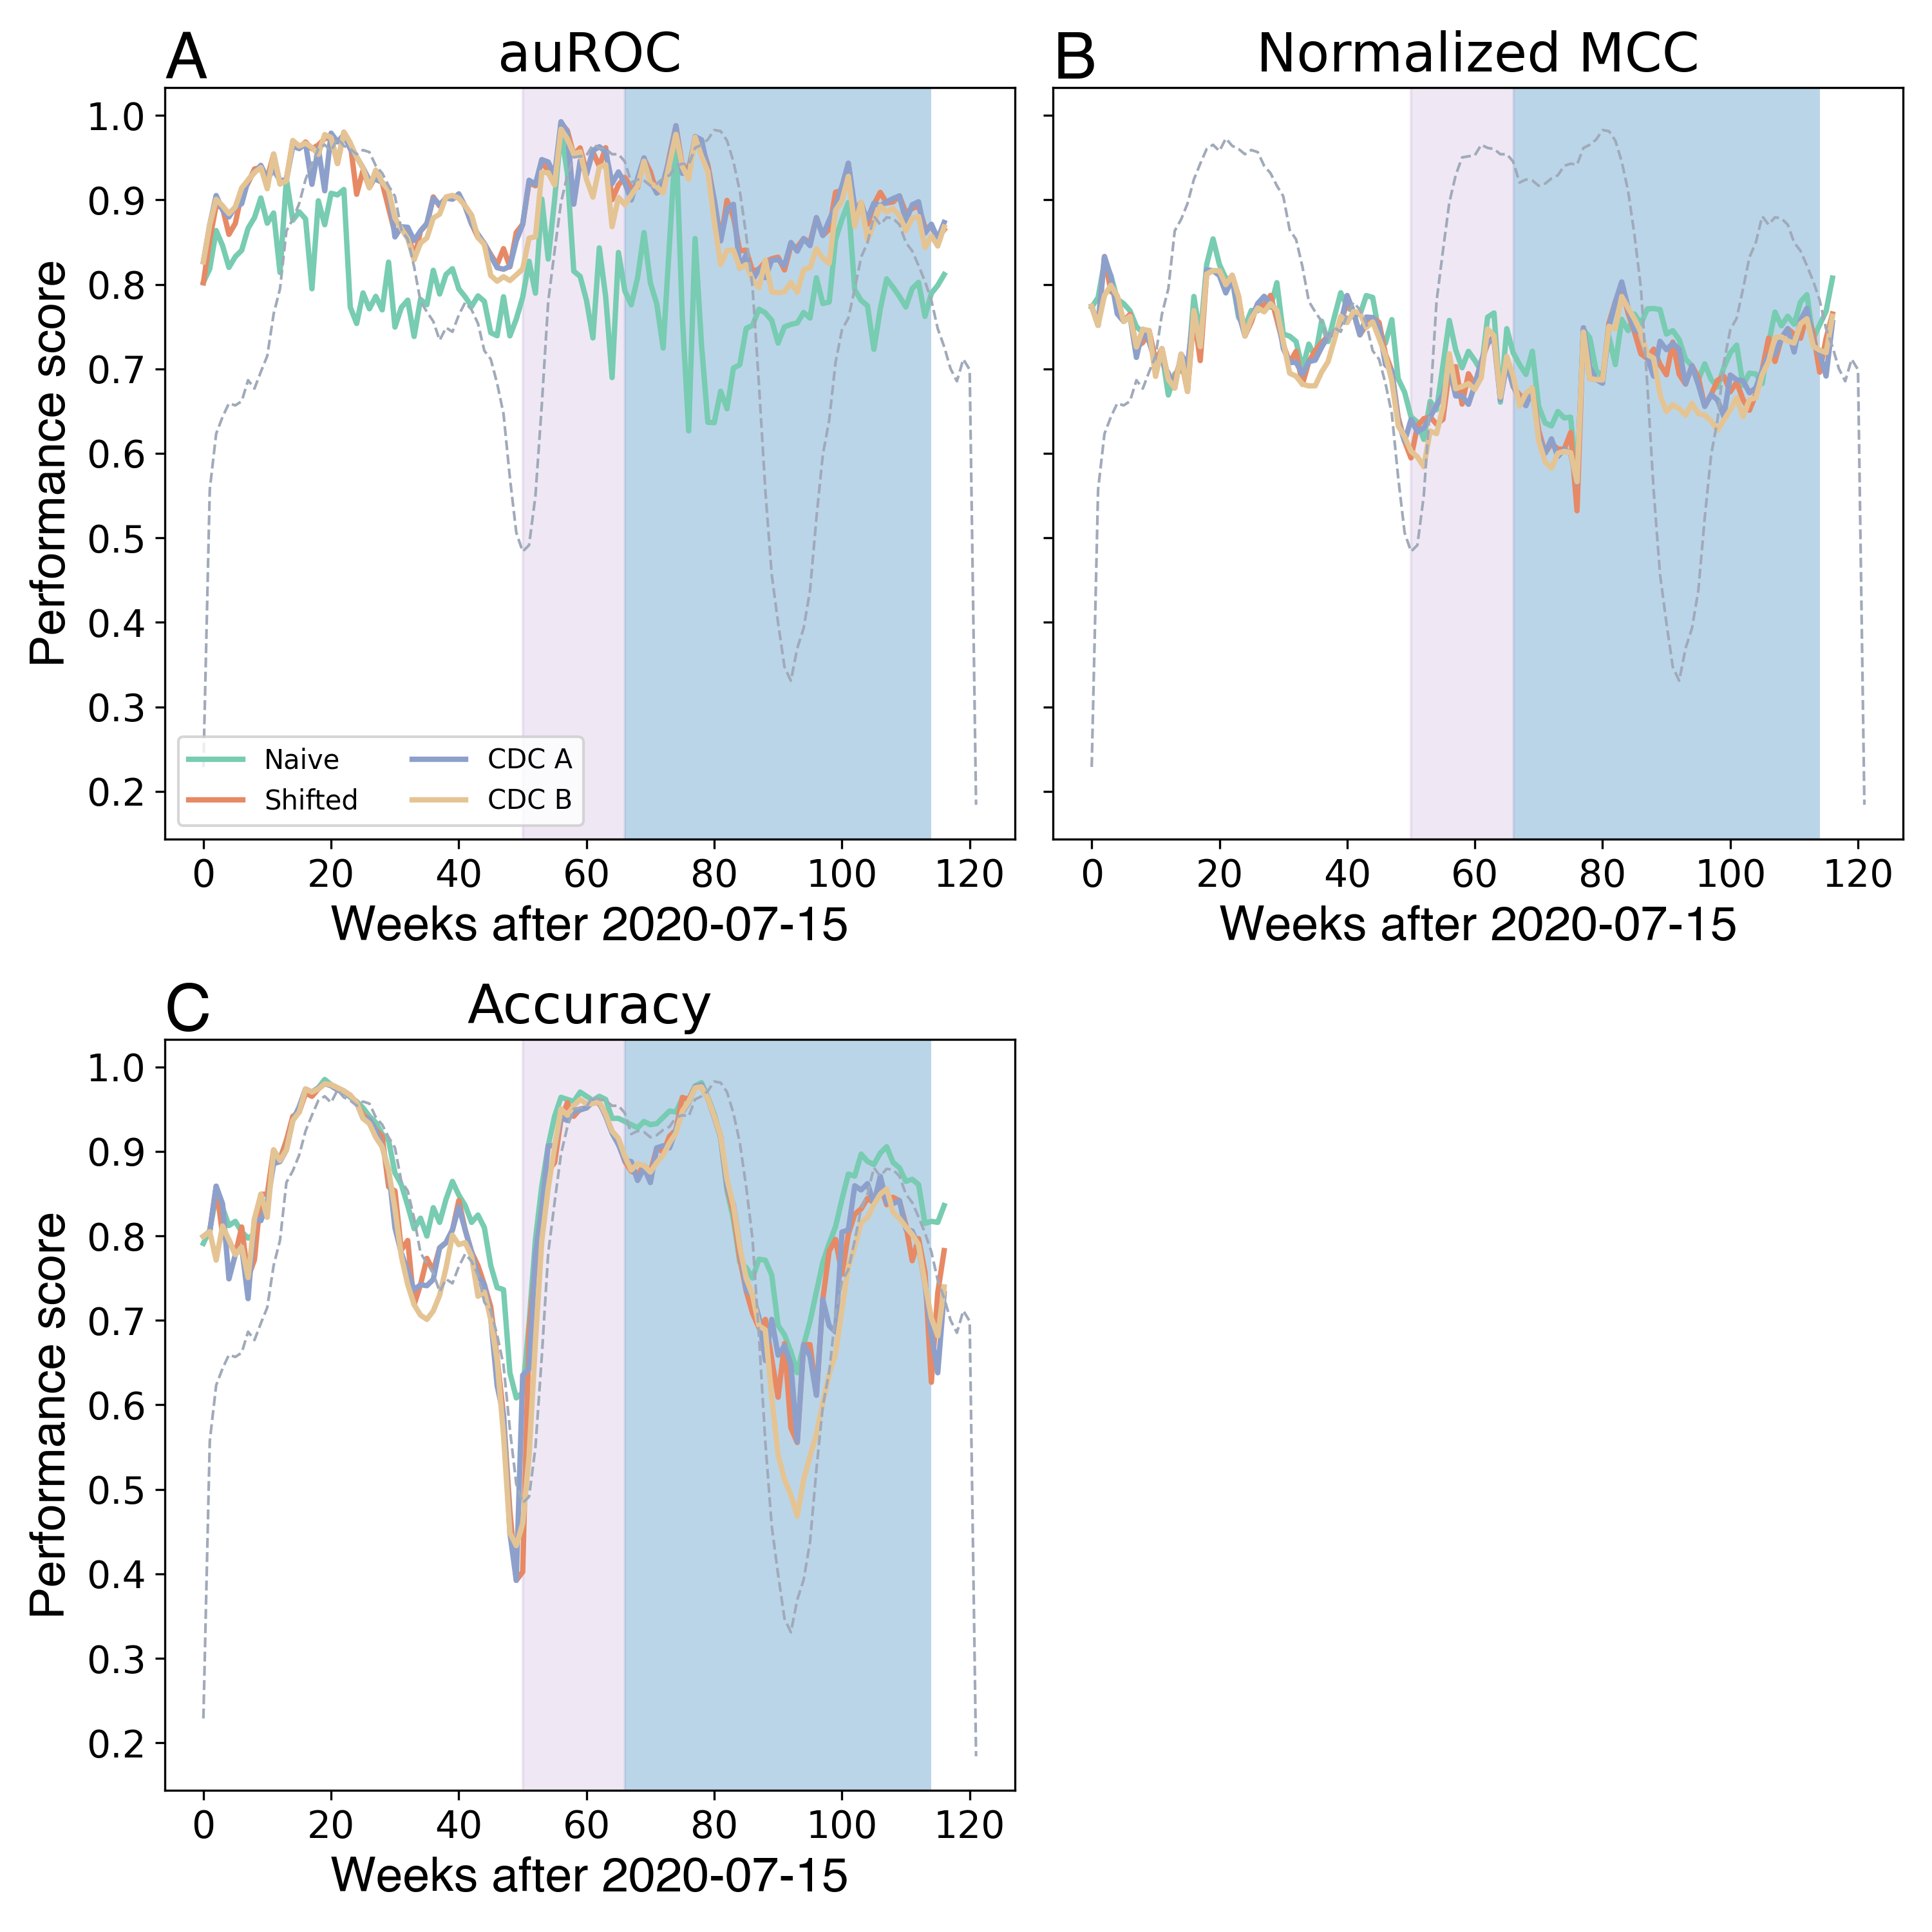 A
auROC
B
Normalized MCC
Performance score
1.0
0.9
0.8
0.7
0.6
0.5
0.4
0.3
0.2
Naive
CDC A
Shifted
CDC B
0 20 40 60 80 100 120
0 20 40 60 80 100 120
Weeks after 2020-07-15
Weeks after 2020-07-15
C
Accuracy
Performance score
1.0
0.9
0.8
0.7
0.6
0.5
0.4
0.3
0.2
0 20 40 60 80 100 120
Weeks after 2020-07-15